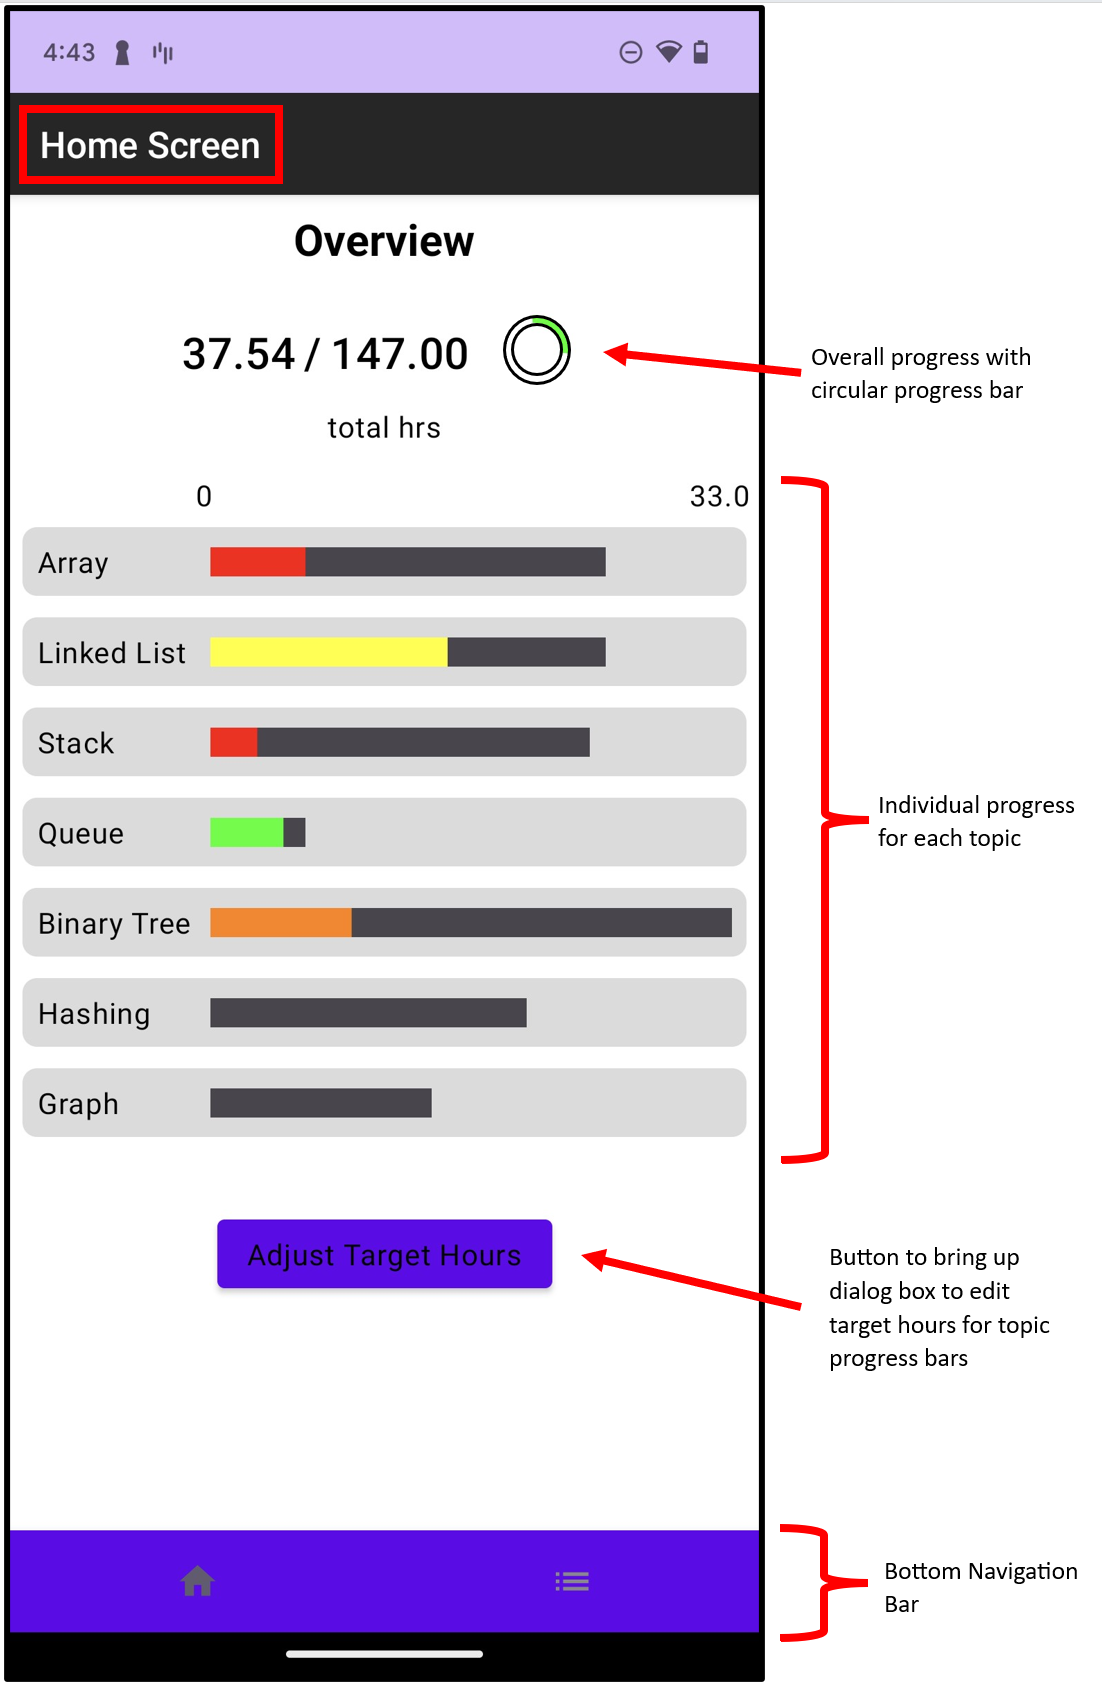 4:43
Home Screen
Overview
37.54 / 147.00
total hrs
Overall progress with
circular progress bar
0 33.0
Array
Linked List
Stack
Queue
Binary Tree
Hashing
Graph
Individual progress
for each topic
Adjust Target Hours
Button to bring up
dialog box to edit
target hours for topic
progress bars
Bottom Navigation
Bar